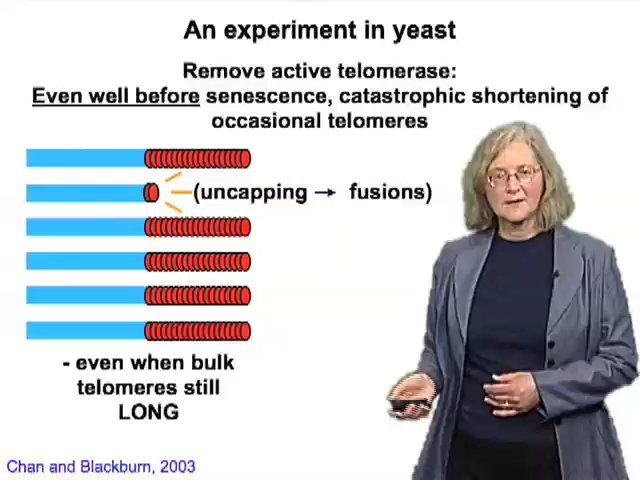 An experiment in yeast
Remove active telomerase:
Even well before senescence, catastrophic shortening of
occasional telomeres
(uncapping → fusions)
- even when bulk
telomeres still
LONG
Chan and Blackburn, 2003